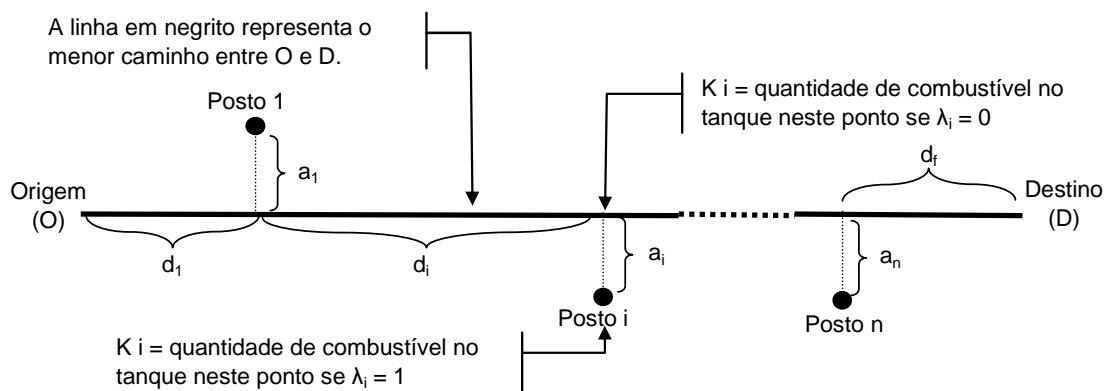 A linha em negrito representa o
menor caminho entre O e D.
Posto 1
K i = quantidade de combustível no
tanque neste ponto se λi = 0
a1
df
Origem
(O)
Destino
(D)
d1
di
ai
an
Posto i
Posto n
K i = quantidade de combustível no
tanque neste ponto se λi = 1